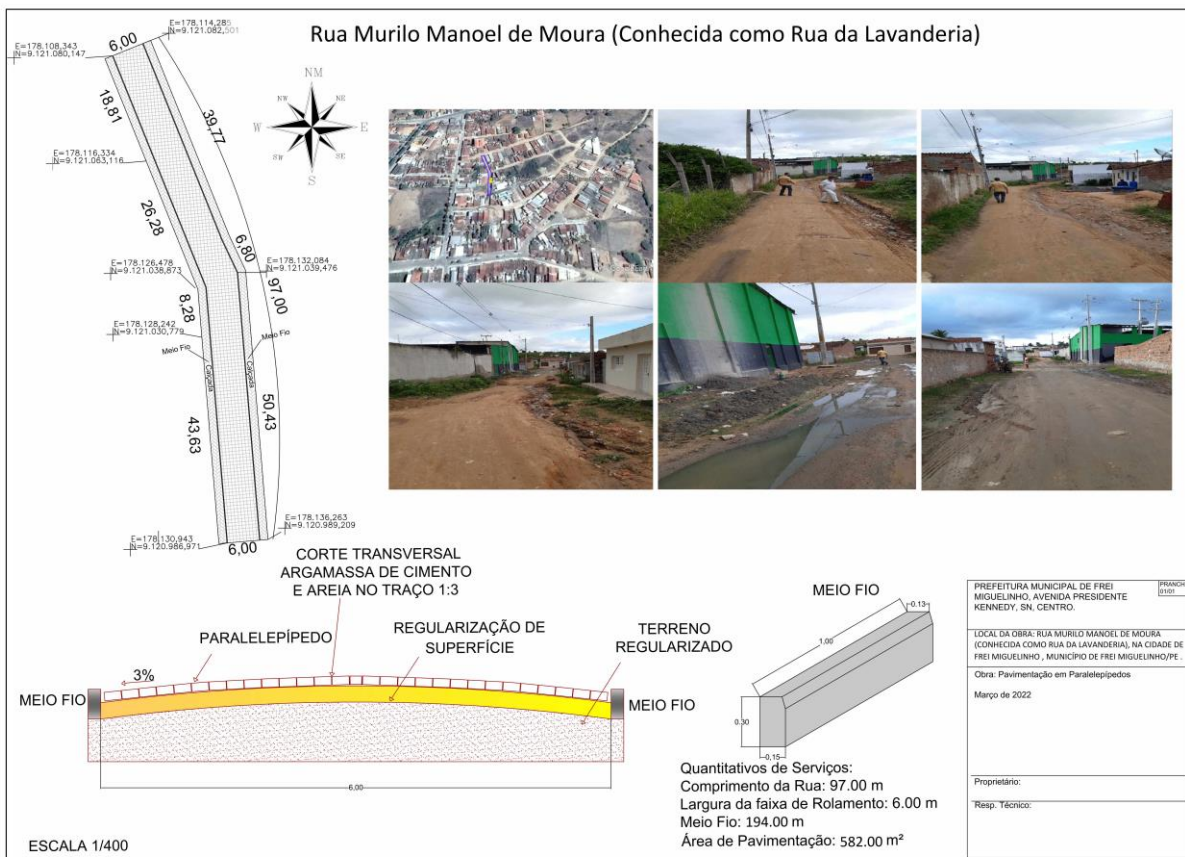 Rua Murilo Manoel de Moura (Conhecida como Rua da Lavanderia)
E=178.114,285
N=9.121.082,501
6,00
E=178.108,343
N=9.121.080,147
18,81
39,77
E=178.116,334
N=9.121.063,116
26,28
6,80
E=178.132,084
N=9.121.039,476
E=178.126,478
N=9.121.038,873
97,00
8,28
E=178.128,242
N=9.121.030,779
Meio Fio
Calçada
Meio Fio
Calçada
43,63
50,43
E=178.136,263
N=9.120.989,209
E=178.130,943
N=9.120.986,971
6,00
NM
NW
NE
W
E
SW
SE
S
CORTE TRANSVERSAL
ARGAMASSA DE CIMENTO
E AREIA NO TRAÇO 1:3
PARALELEPÍPEDO
REGULARIZAÇÃO DE
SUPERFÍCIE
TERRENO
REGULARIZADO
3%
MEIO FIO
MEIO FIO
6,00
ESCALA 1/400
MEIO FIO
0.13
1.00
0.30
0,15
Quantitativos de Serviços:
Comprimento da Rua: 97.00 m
Largura da faixa de Rolamento: 6.00 m
Meio Fio: 194.00 m
Área de Pavimentação: 582.00 m²
PREFEITURA MUNICIPAL DE FREI
MIGUELINHO, AVENIDA PRESIDENTE
KENNEDY, SN, CENTRO.
PRANCH
01/01
LOCAL DA OBRA: RUA MURILO MANOEL DE MOURA
(CONHECIDA COMO RUA DA LAVANDERIA), NA CIDADE DE
FREI MIGUELINHO , MUNICÍPIO DE FREI MIGUELINHO/PE .
Obra: Pavimentação em Paralelepípedos
Março de 2022
Proprietário:
Resp. Técnico: